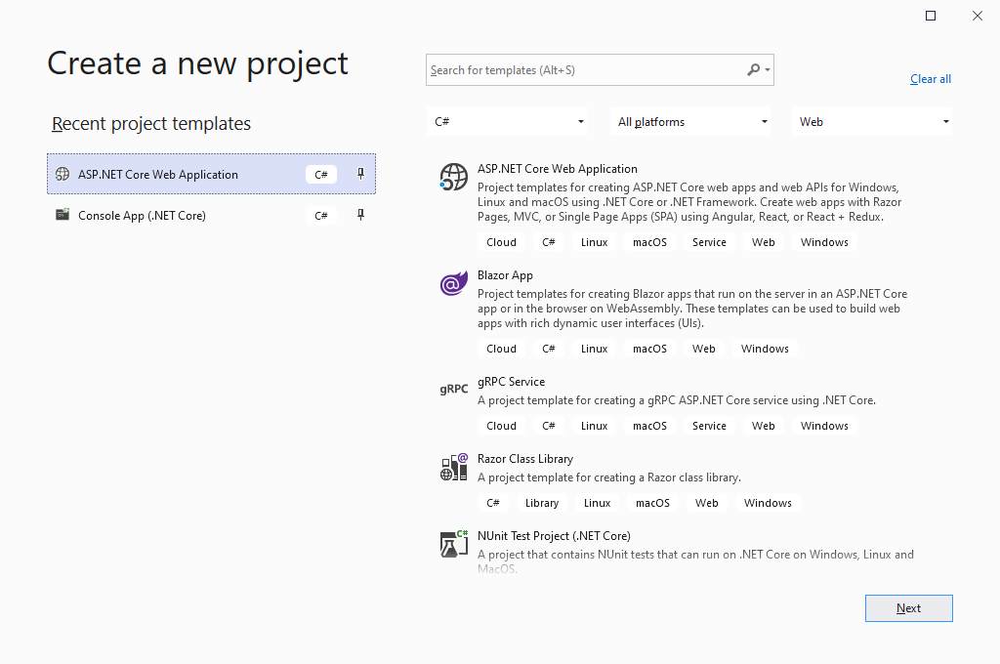 Create a new project
Search for templates (Alt+S)
Clear all
Recent project templates
C#
All platforms
Web
ASP.NET Core Web Application
C#
Console App (.NET Core)
C#
ASP.NET Core Web Application
Project templates for creating ASP.NET Core web apps and web APIs for Windows,
Linux and macOS using .NET Core or .NET Framework. Create web apps with Razor
Pages, MVC, or Single Page Apps (SPA) using Angular, React, or React + Redux.
Cloud C# Linux macOS Service Web Windows
@
Blazor App
Project templates for creating Blazor apps that run on the server in an ASP.NET Core
app or in the browser on WebAssembly. These templates can be used to build web
apps with rich dynamic user interfaces (UIs).
Cloud C# Linux macOS Web Windows
gRPC
gRPC Service
A project template for creating a gRPC ASP.NET Core service using .NET Core.
Cloud C# Linux macOS Service Web Windows
@
Razor Class Library
A project template for creating a Razor class library.
C# Library Linux macOS Web Windows
C#
NUnit Test Project (.NET Core)
A project that contains NUnit tests that can run on .NET Core on Windows, Linux and
MacOS.
Next